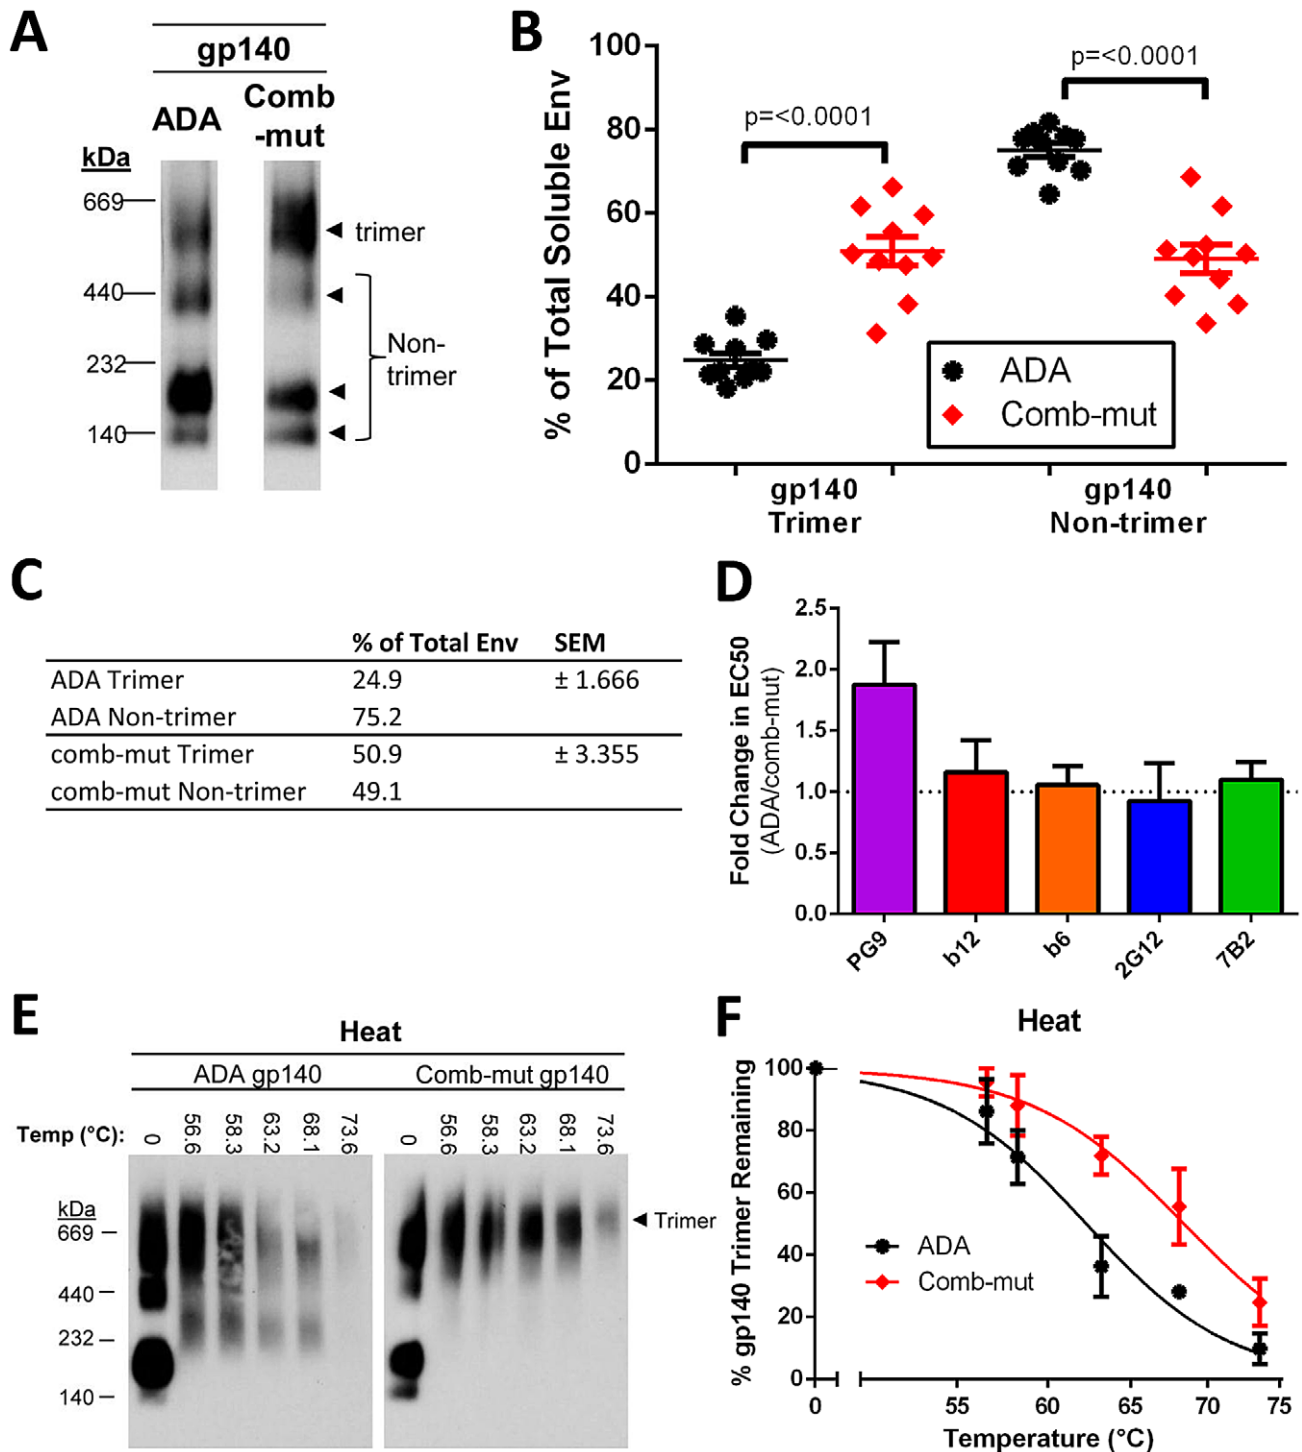 A
gp140
ADA
Comb
-mut
kDa
669
440
232
140
trimer
Non-
trimer
B
% of Total Soluble Env
100
80
60
40
20
0
p=<0.0001
p=<0.0001
ADA
Comb-mut
gp140
Trimer
gp140
Non-trimer
C
% of Total Env SEM
ADA Trimer 24.9 ± 1.666
ADA Non-trimer 75.2
comb-mut Trimer 50.9 ± 3.355
comb-mut Non-trimer 49.1
D
Fold Change in EC50
(ADA/comb-mut)
2.5
2.0
1.5
1.0
0.5
0.0
PG9 b12 b6 2G12 7B2
E
Heat
ADA gp140 Comb-mut gp140
Temp (°C): 0 56.6 58.3 63.2 68.1 73.6 0 56.6 58.3 63.2 68.1 73.6
kDa
669
440
232
140
Trimer
F
Heat
% gp140 Trimer Remaining
100
80
60
40
20
0
ADA
Comb-mut
0 55 60 65 70 75
Temperature (°C)